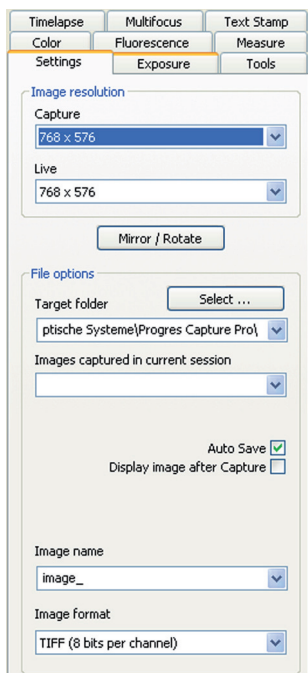 Timelapse Multifocus Text Stamp
Color Fluorescence Measure
Settings Exposure Tools
Image resolution
Capture
768 x 576
Live
768 x 576
Mirror / Rotate
File options
Target folder Select ...
ptische Systeme\Progres Capture Pro\
Images captured in current session
Auto Save
Display image after Capture
Image name
image_
Image format
TIFF (8 bits per channel)